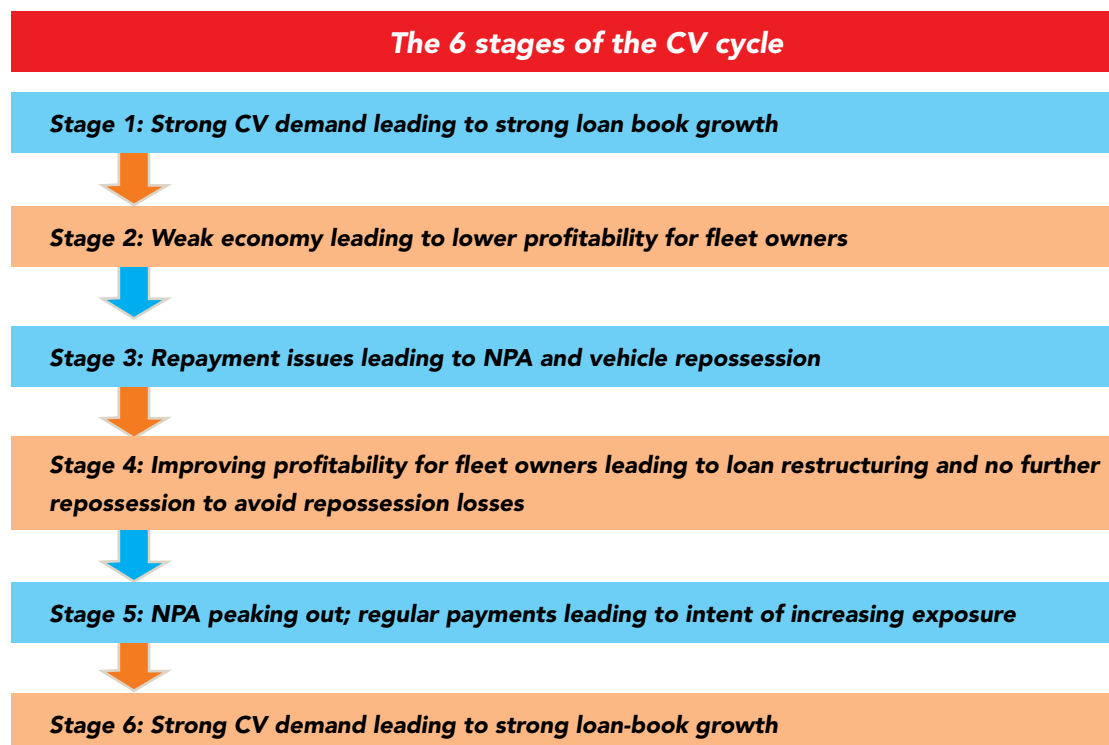 The 6 stages of the CV cycle
Stage 1: Strong CV demand leading to strong loan book growth
Stage 2: Weak economy leading to lower profitability for fleet owners
Stage 3: Repayment issues leading to NPA and vehicle repossession
Stage 4: Improving profitability for fleet owners leading to loan restructuring and no further
repossession to avoid repossession losses
Stage 5: NPA peaking out; regular payments leading to intent of increasing exposure
Stage 6: Strong CV demand leading to strong loan-book growth